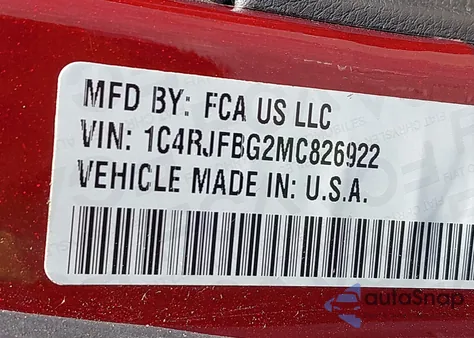 MFD BY: FCA US LLC
VIN: 1C4RJFBG2MC826922
VEHICLE MADE IN: U.S.A.
autoSnap